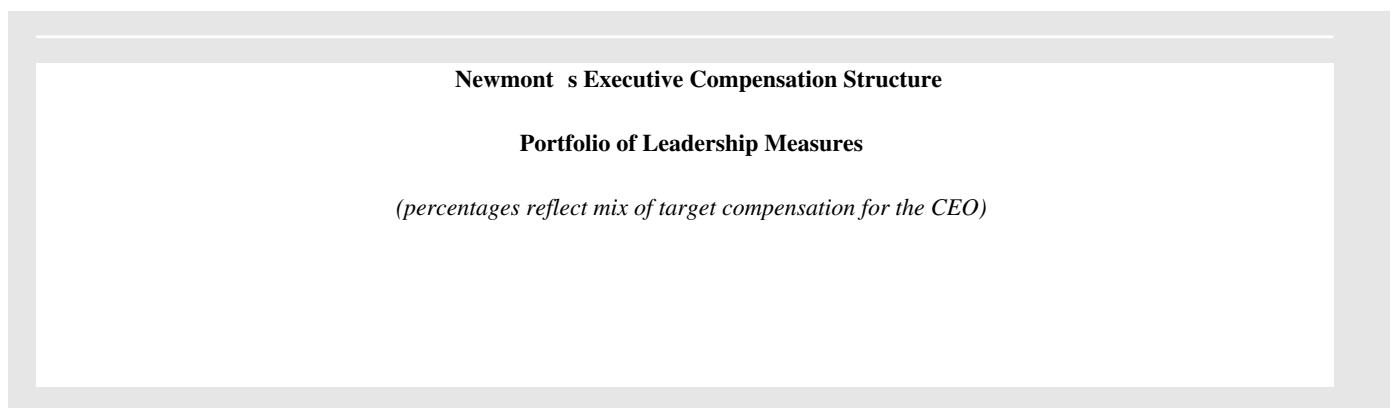 Newmont s Executive Compensation Structure
Portfolio of Leadership Measures
(percentages reflect mix of target compensation for the CEO)